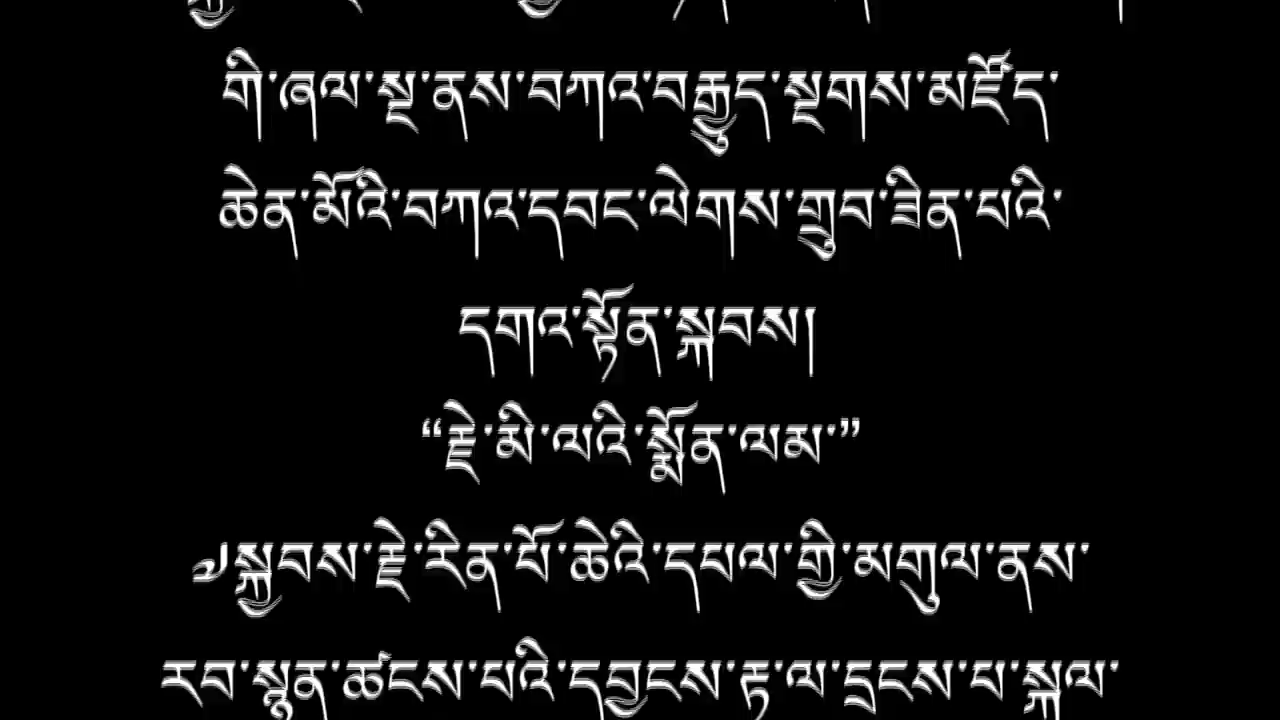 གི་ཞལ་སྔ་ནས་བཀའ་བརྒྱུད་སྔགས་མཛོད་
ཆེན་མོའི་བཀའ་དབང་ལེགས་གྲུབ་ཟིན་པའི་
དགའ་སྟོན་སྐབས།
“རྗེ་མི་ལའི་སྨོན་ལམ་”
༧སྐྱབས་རྗེ་རིན་པོ་ཆེའི་དཔལ་གྱི་མགུལ་ནས་
རབ་སྙན་ཚངས་པའི་དབྱངས་རྟ་ལ་དྲངས་པ་སྐལ་